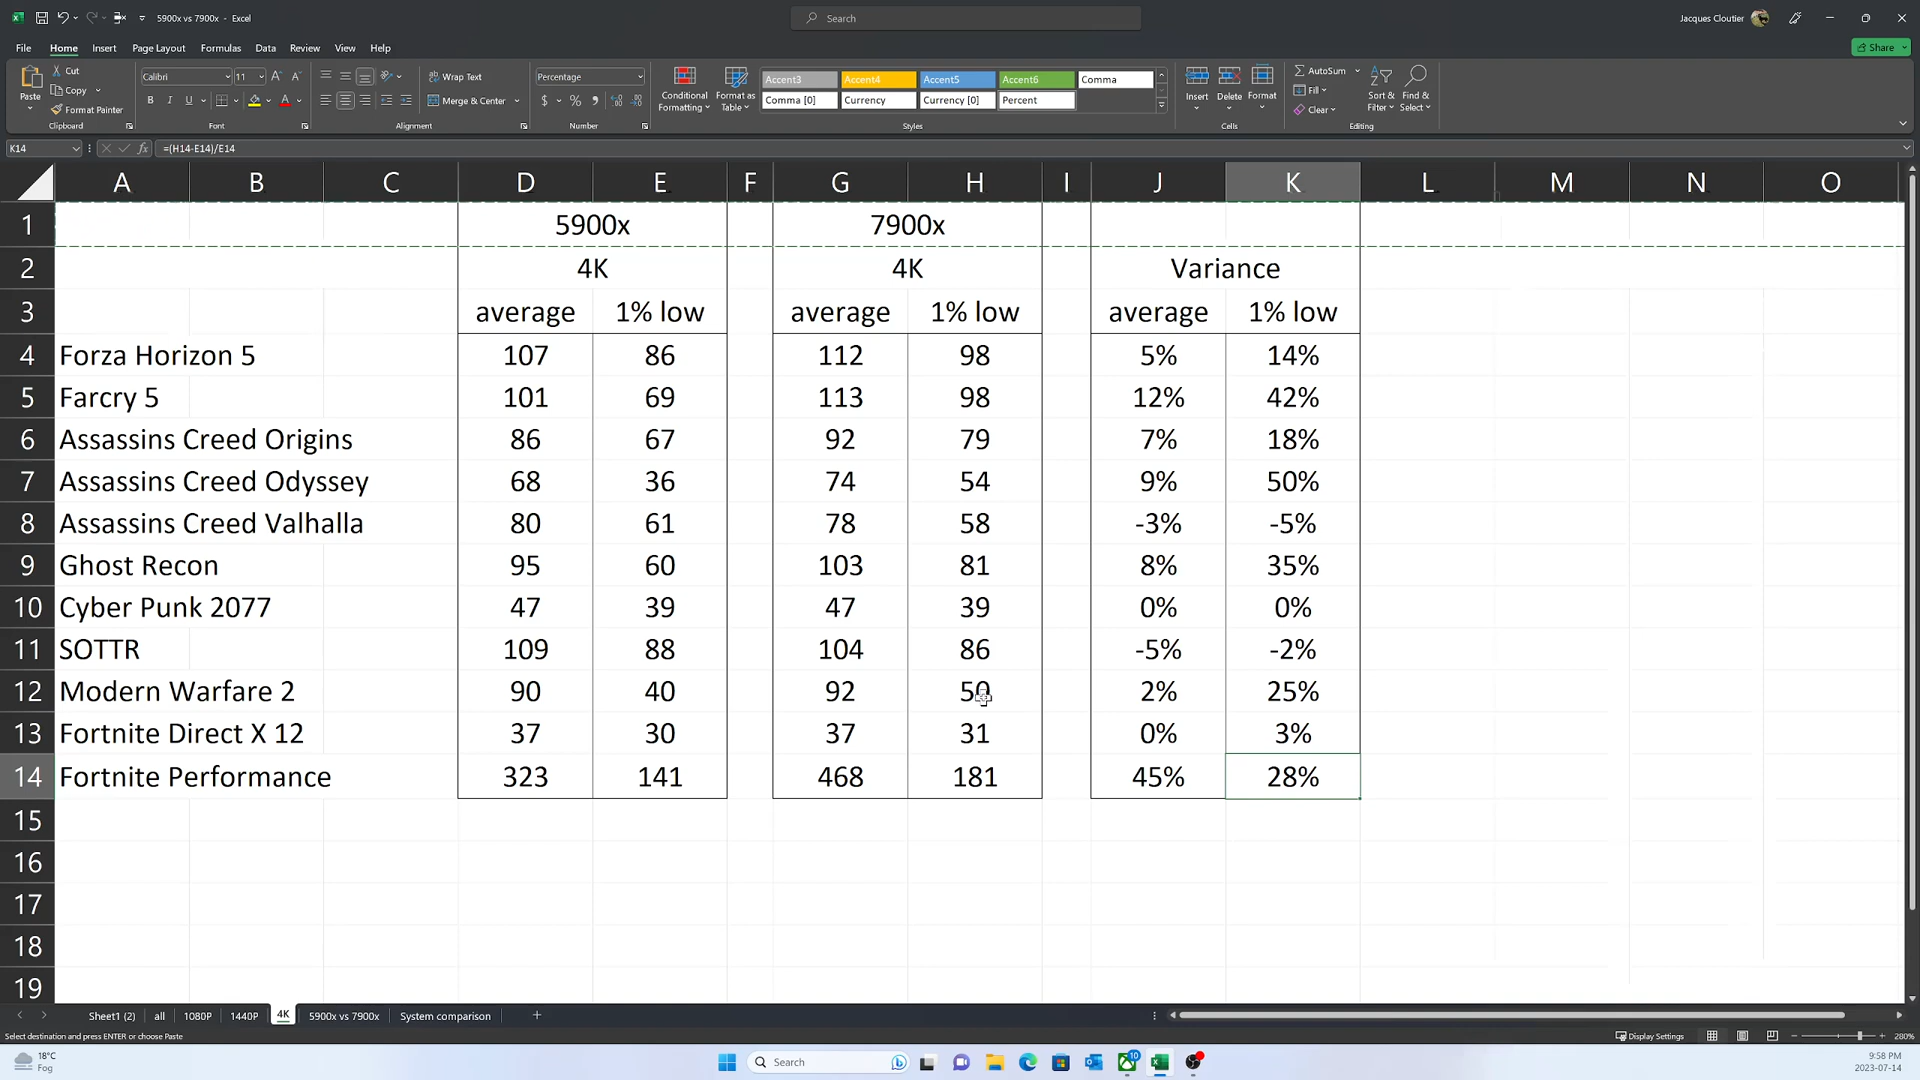 5900x vs 7900x - Excel
Search
Jacques Cloutier
File Home Insert Page Layout Formulas Data Review View Help
Share
Paste
Cut
Copy
Format Painter
Clipboard
Calibri 11
B I U
Font
Wrap Text
Merge & Center
Alignment
Percentage
$ % 9
Number
Conditional Formatting
Format as Table
Accent3 Accent4 Accent5 Accent6 Comma
Comma [0] Currency Currency [0] Percent
Styles
Insert Delete Format
Cells
AutoSum
Fill
Clear
Sort & Filter
Find & Select
Editing
K14 fx =(H14-E14)/E14
A B C D E F G H I J K L M N O
1 5900x 7900x
2 4K 4K Variance
3 average 1% low average 1% low average 1% low
4 Forza Horizon 5 107 86 112 98 5% 14%
5 Farcry 5 101 69 113 98 12% 42%
6 Assassins Creed Origins 86 67 92 79 7% 18%
7 Assassins Creed Odyssey 68 36 74 54 9% 50%
8 Assassins Creed Valhalla 80 61 78 58 -3% -5%
9 Ghost Recon 95 60 103 81 8% 35%
10 Cyber Punk 2077 47 39 47 39 0% 0%
11 SOTTR 109 88 104 86 -5% -2%
12 Modern Warfare 2 90 40 92 50 2% 25%
13 Fortnite Direct X 12 37 30 37 31 0% 3%
14 Fortnite Performance 323 141 468 181 45% 28%
15
16
17
18
19
Sheet1 (2) all 1080P 1440P 4K 5900x vs 7900x System comparison
Select destination and press ENTER or choose Paste
Display Settings
280%
18°C
Fog
Search
10
9:58 PM
2023-07-14